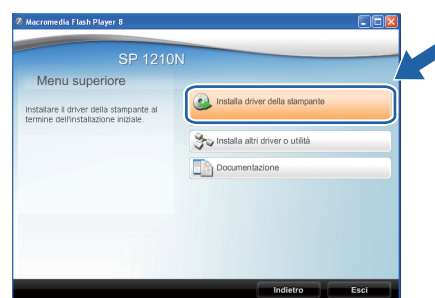 Macromedia Flash Player 8
SP 1210N
Menu superiore
Installare il driver della stampante al
termine dell'installazione iniziale.
Installa driver della stampante
Installa altri driver o utilità
Documentazione
Indietro
Esci